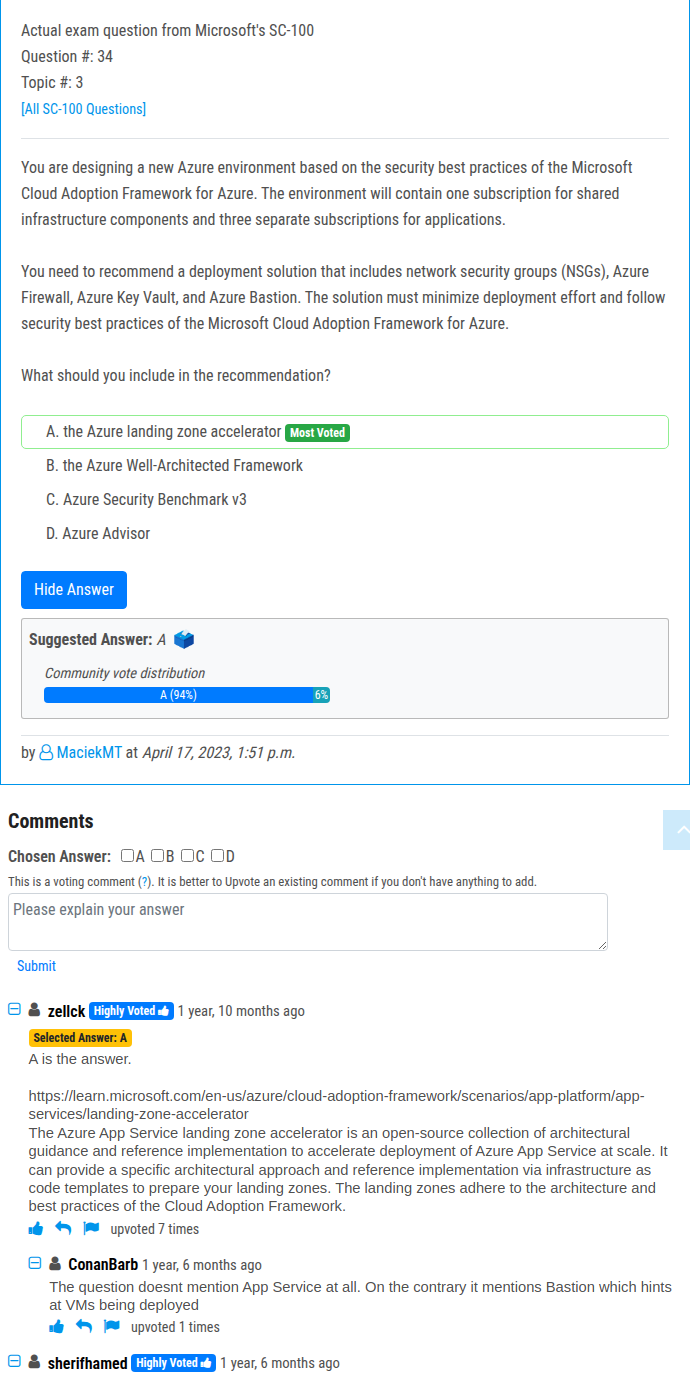 Actual exam question from Microsoft's SC-100
Question #: 34
Topic #: 3
[All SC-100 Questions]
You are designing a new Azure environment based on the security best practices of the Microsoft
Cloud Adoption Framework for Azure. The environment will contain one subscription for shared
infrastructure components and three separate subscriptions for applications.
You need to recommend a deployment solution that includes network security groups (NSGs), Azure
Firewall, Azure Key Vault, and Azure Bastion. The solution must minimize deployment effort and follow
security best practices of the Microsoft Cloud Adoption Framework for Azure.
What should you include in the recommendation?
A. the Azure landing zone accelerator Most Voted
B. the Azure Well-Architected Framework
C. Azure Security Benchmark v3
D. Azure Advisor
Hide Answer
Suggested Answer: A
Community vote distribution
A (94%) 6%
by MaciekMT at April 17, 2023, 1:51 p.m.
Comments
Chosen Answer: A B C D
This is a voting comment (?). It is better to Upvote an existing comment if you don't have anything to add.
Please explain your answer
Submit
zellck Highly Voted 1 year, 10 months ago
Selected Answer: A
A is the answer.
https://learn.microsoft.com/en-us/azure/cloud-adoption-framework/scenarios/app-platform/app-
services/landing-zone-accelerator
The Azure App Service landing zone accelerator is an open-source collection of architectural
guidance and reference implementation to accelerate deployment of Azure App Service at scale. It
can provide a specific architectural approach and reference implementation via infrastructure as
code templates to prepare your landing zones. The landing zones adhere to the architecture and
best practices of the Cloud Adoption Framework.
upvoted 7 times
ConanBarb 1 year, 6 months ago
The question doesnt mention App Service at all. On the contrary it mentions Bastion which hints
at VMs being deployed
upvoted 1 times
sherifhamed Highly Voted 1 year, 6 months ago